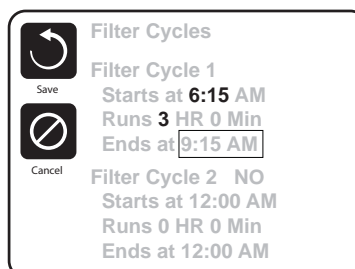 Filter Cycles
Save
Filter Cycle 1
Starts at 6:15 AM
Runs 3 HR 0 Min
Ends at 9:15 AM
Cancel
Filter Cycle 2 NO
Starts at 12:00 AM
Runs 0 HR 0 Min
Ends at 12:00 AM